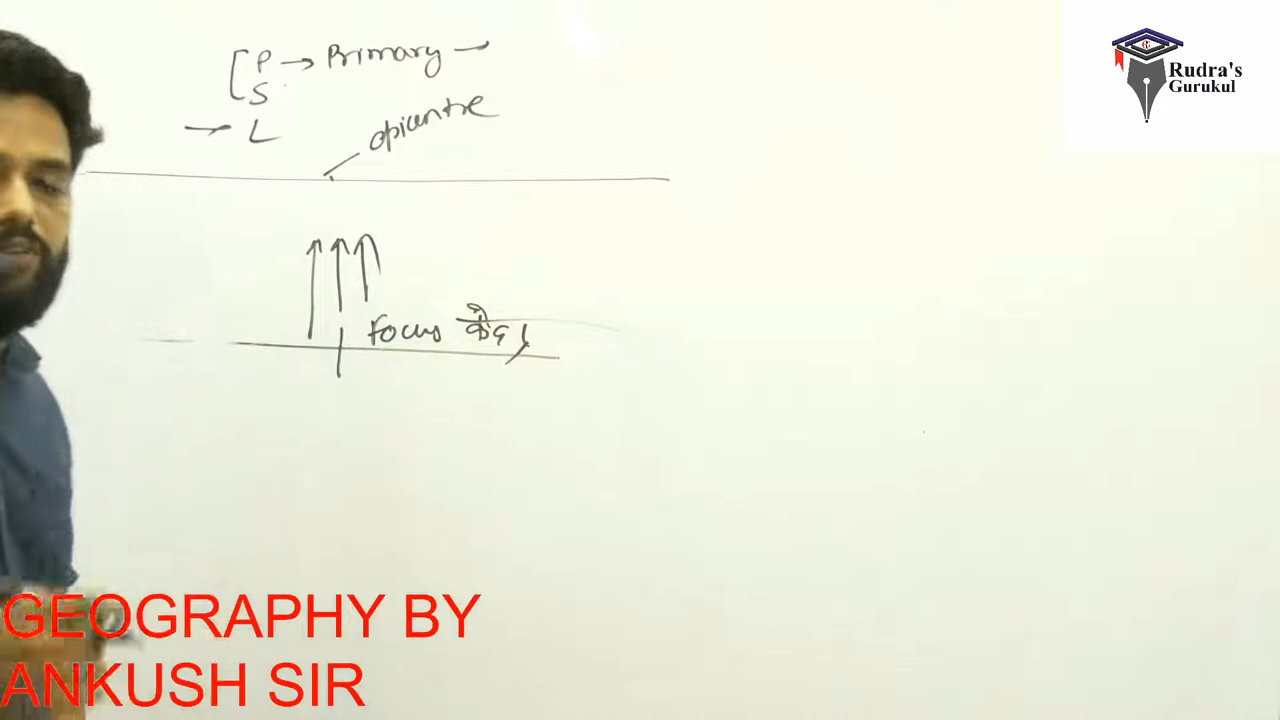 P → Primary →
S
→ L
epicentre
Focus केंद्र
Rudra's
Gurukul
GEOGRAPHY BY
ANKUSH SIR